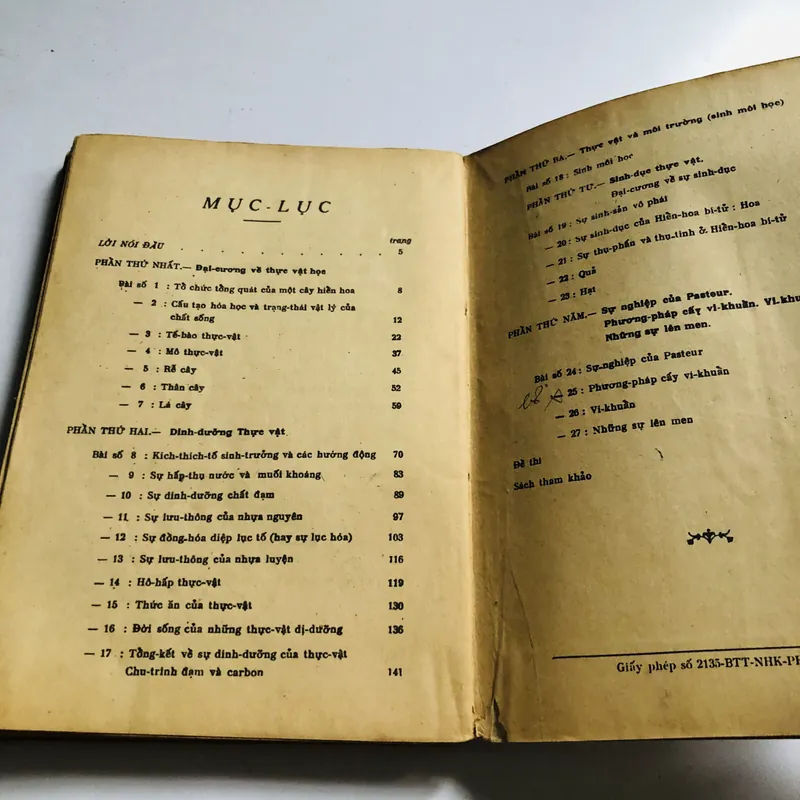 MỤC-LỤC
trang
LỜI NÓI ĐẦU . . . . . . . . . . 5
PHẦN THỨ NHẤT.— Đại-cương về thực vật học
Bài số 1 : Tổ chức tổng quát của một cây hiển hoa 8
— 2 : Cấu tạo hóa học và trạng-thái vật lý của
chất sống 12
— 3 : Tế-bào thực-vật 22
— 4 : Mô thực-vật 37
— 5 : Rễ cây 45
— 6 : Thân cây 52
— 7 : Lá cây 59
PHẦN THỨ HAI.— Dinh-dưỡng Thực vật
Bài số 8 : Kích-thích-tố sinh-trưởng và các hướng động 70
— 9 : Sự hấp-thụ nước và muối khoáng 83
— 10 : Sự dinh-dưỡng chất đạm 89
— 11 : Sự lưu-thông của nhựa nguyên 97
— 12 : Sự đồng-hóa diệp lục tố (hay sự lục hóa) 103
— 13 : Sự lưu-thông của nhựa luyện 116
— 14 : Hô-hấp thực-vật 119
— 15 : Thức ăn của thực-vật 130
— 16 : Đời sống của những thực-vật dị-dưỡng 136
— 17 : Tổng-kết về sự dinh-dưỡng của thực-vật
Chu-trình đạm và carbon 141
PHẦN THỨ BA.— Thực vật và môi trường (sinh môi học)
Bài số 18 : Sinh môi học
PHẦN THỨ TƯ.— Sinh-dục thực vật.
Đại-cương về sự sinh-dục
Bài số 19 : Sự sinh-sản vô phái
— 20 : Sự sinh-dục của Hiển-hoa bí-tử : Hoa
— 21 : Sự thụ-phấn và thụ-tinh ở Hiển-hoa bí-tử
— 22 : Quả
— 23 : Hạt
PHẦN THỨ NĂM.— Sự nghiệp của Pasteur.
Phương-pháp cấy vi-khuẩn. Vi-khu
Những sự lên men.
Bài số 24 : Sự-nghiệp của Pasteur
25 : Phương-pháp cấy vi-khuẩn
— 26 : Vi-khuẩn
— 27 : Những sự lên men
Đề thi
Sách tham khảo
Giấy phép số 2135-BTT-NHK-PH